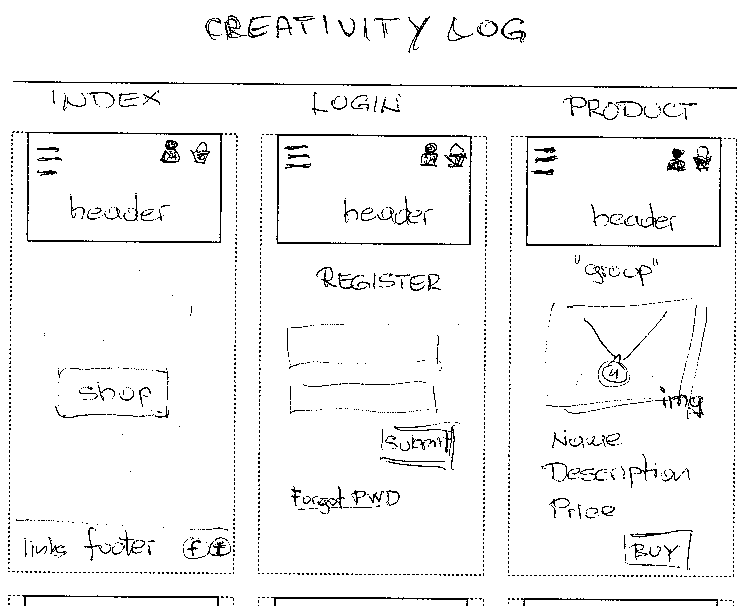 CREATIVITY LOG
INDEX
LOGIN
PRODUCT
header
header
header
REGISTER
"group"
shop
submit
img
Name
Description
Price
Forgot PWD
links footer f t
BUY